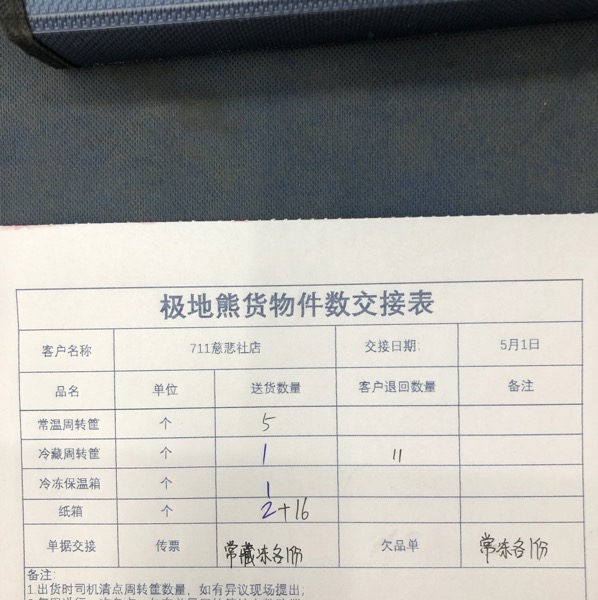 极地熊货物件数交接表
客户名称 711慈悲社店 交接日期: 5月1日
品名 单位 送货数量 客户退回数量 备注
常温周转筐 个 5
冷藏周转筐 个 1 11
冷冻保温箱 个 1
纸箱 个 2+16
单据交接 传票 常藏冻各1份 欠品单 常冻各1份
备注:
1.出货时司机清点周转筐数量，如有异议现场提出;